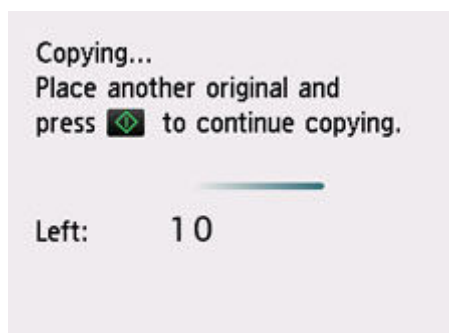 Copying...
Place another original and
press to continue copying.
Left: 10